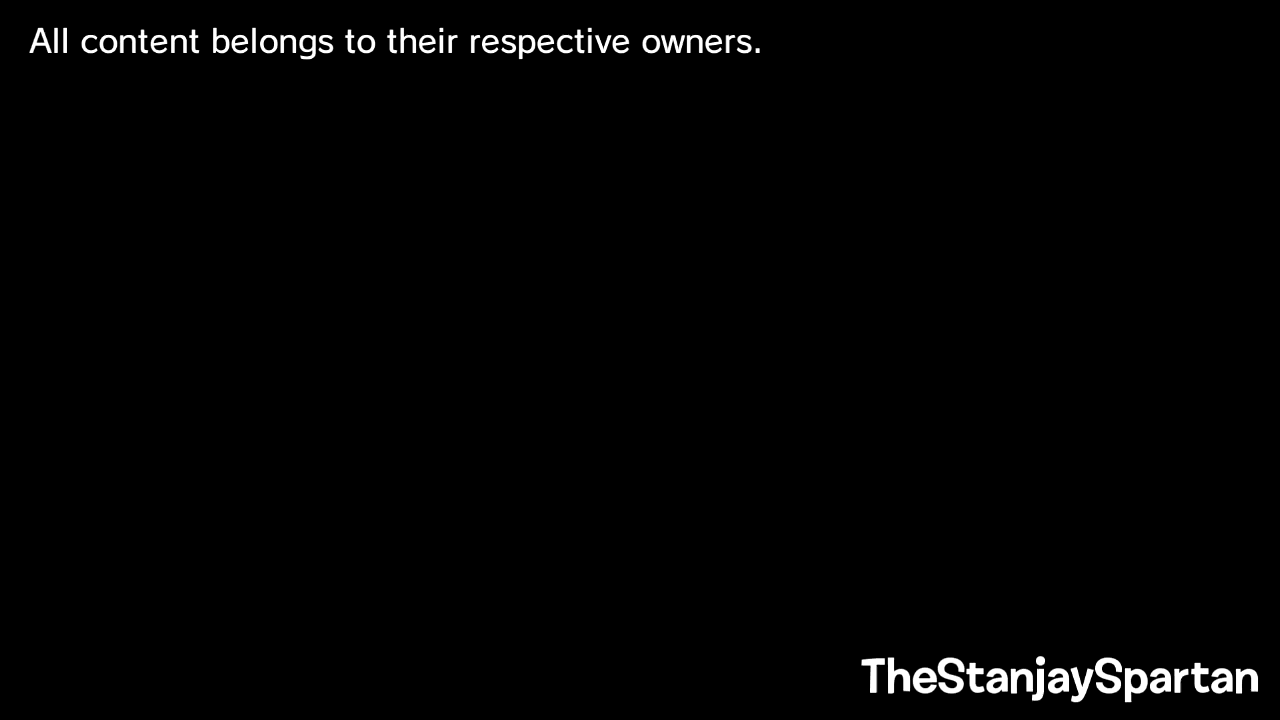 All content belongs to their respective owners.
TheStanjaySpartan